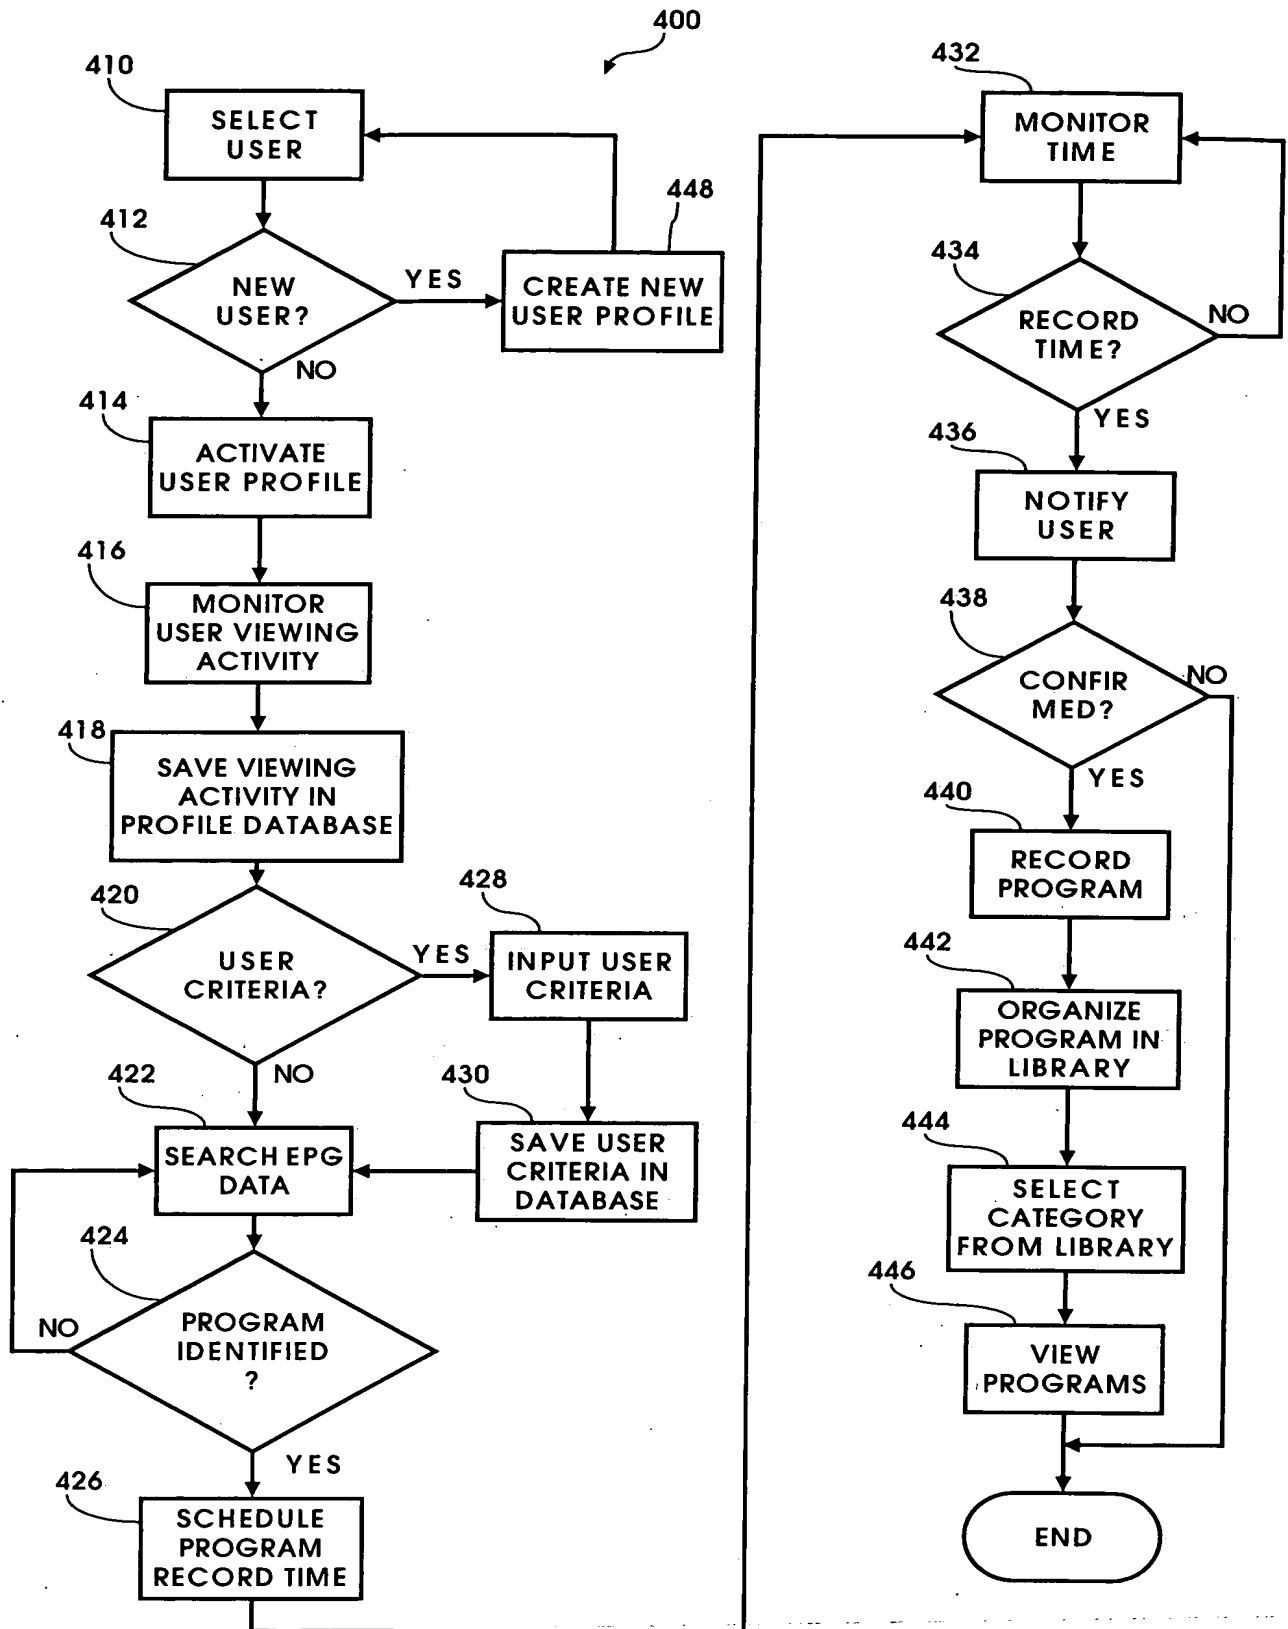 400
410
SELECT
USER
412
NEW
USER?
YES
448
CREATE NEW
USER PROFILE
NO
414
ACTIVATE
USER PROFILE
416
MONITOR
USER VIEWING
ACTIVITY
418
SAVE VIEWING
ACTIVITY IN
PROFILE DATABASE
420
USER
CRITERIA?
YES
428
INPUT USER
CRITERIA
NO
422
SEARCH EPG
DATA
430
SAVE USER
CRITERIA IN
DATABASE
424
PROGRAM
IDENTIFIED
?
NO
YES
426
SCHEDULE
PROGRAM
RECORD TIME
432
MONITOR
TIME
434
RECORD
TIME?
NO
YES
436
NOTIFY
USER
438
CONFIR
MED?
NO
YES
440
RECORD
PROGRAM
442
ORGANIZE
PROGRAM IN
LIBRARY
444
SELECT
CATEGORY
FROM LIBRARY
446
VIEW
PROGRAMS
END